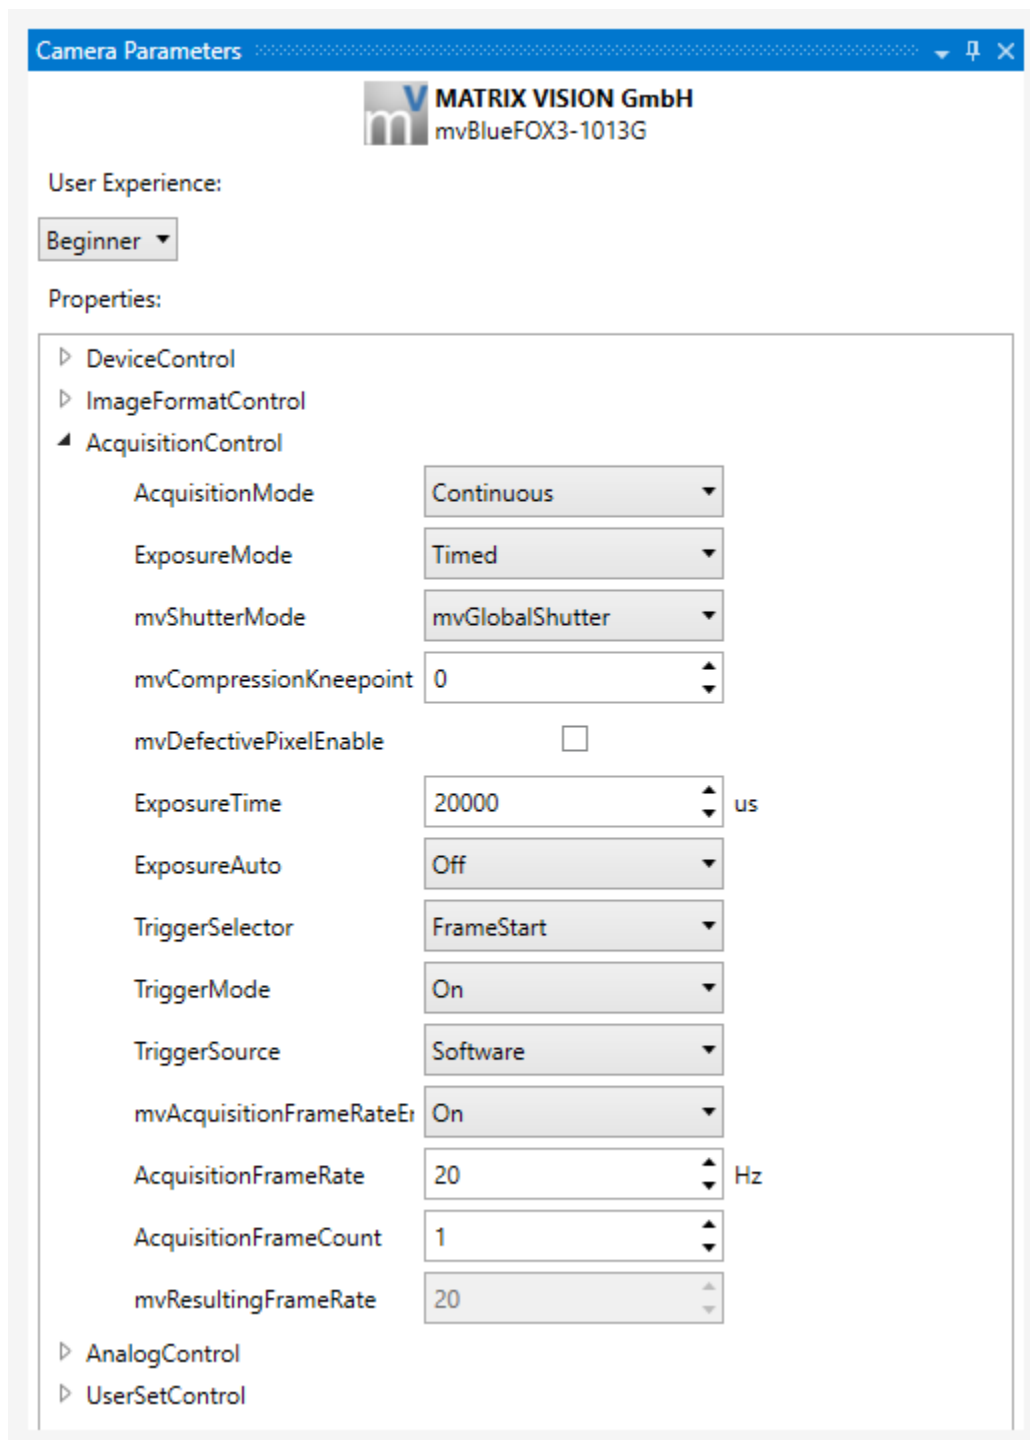 Camera Parameters
mV MATRIX VISION GmbH
mvBlueFOX3-1013G
User Experience:
Beginner
Properties:
DeviceControl
ImageFormatControl
AcquisitionControl
AcquisitionMode Continuous
ExposureMode Timed
mvShutterMode mvGlobalShutter
mvCompressionKneepoint 0
mvDefectivePixelEnable
ExposureTime 20000 us
ExposureAuto Off
TriggerSelector FrameStart
TriggerMode On
TriggerSource Software
mvAcquisitionFrameRateEr On
AcquisitionFrameRate 20 Hz
AcquisitionFrameCount 1
mvResultingFrameRate 20
AnalogControl
UserSetControl